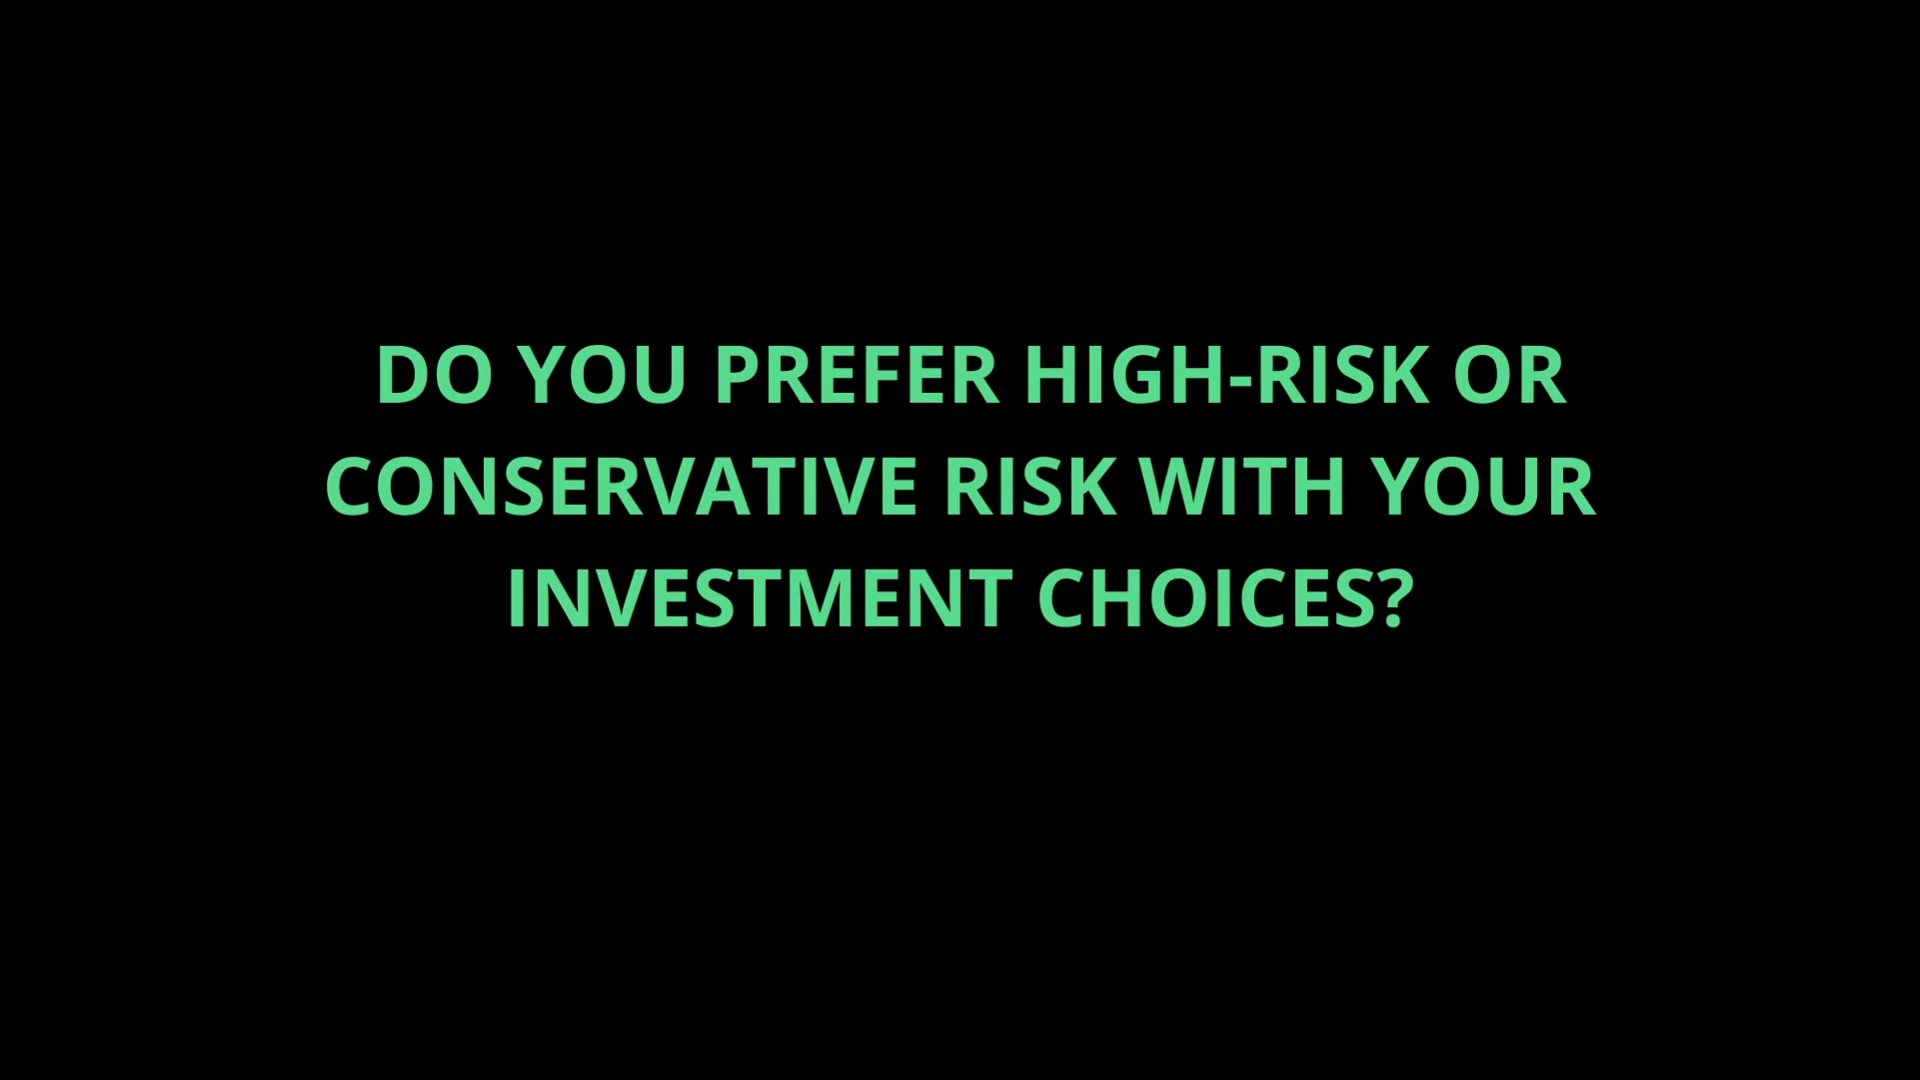 DO YOU PREFER HIGH-RISK OR
CONSERVATIVE RISK WITH YOUR
INVESTMENT CHOICES?